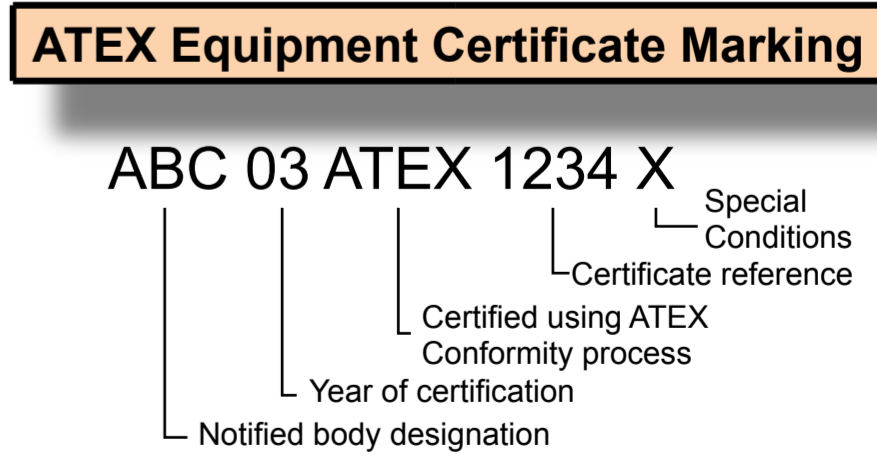 ATEX Equipment Certificate Marking
ABC 03 ATEX 1234 X
Special
Conditions
Certificate reference
Certified using ATEX
Conformity process
Year of certification
Notified body designation